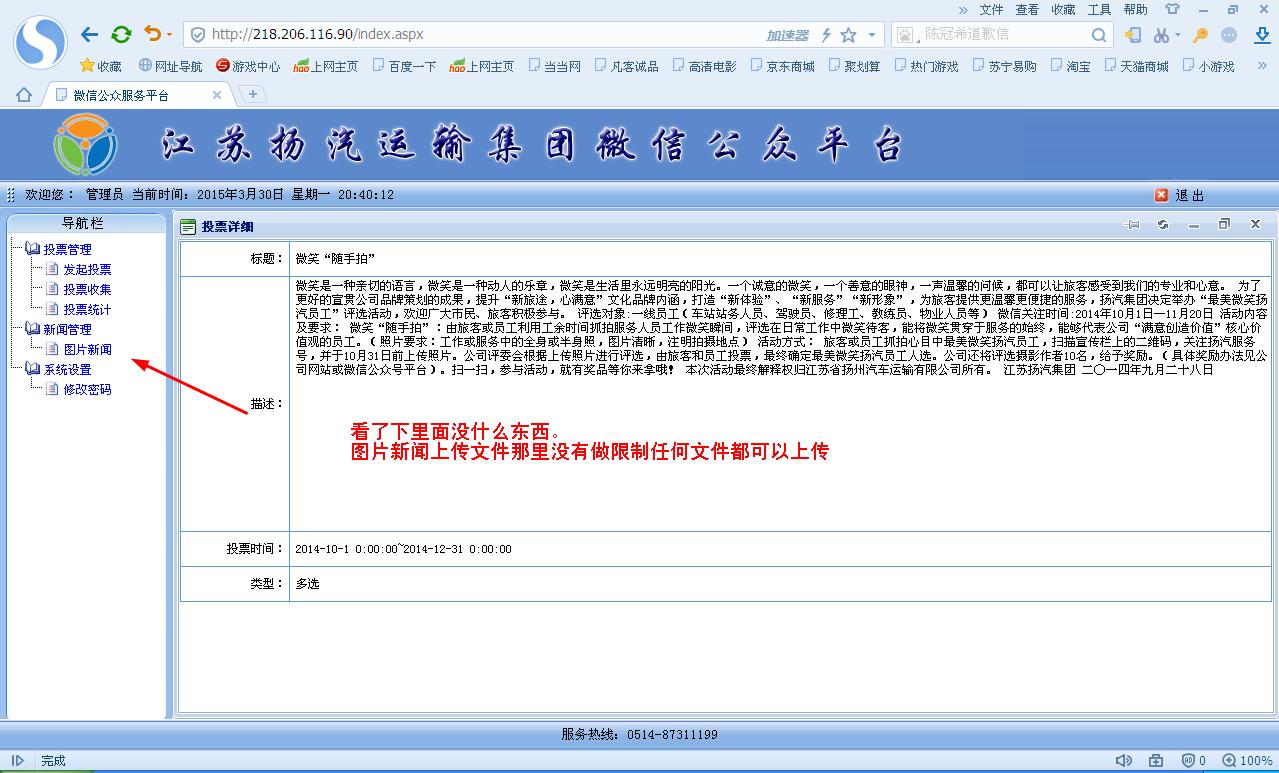 » 文件 查看 收藏 工具 帮助
http://218.206.116.90/index.aspx 加速器 陈冠希道歉信
收藏 网址导航 游戏中心 hao上网主页 百度一下 hao上网主页 当当网 凡客诚品 高清电影 京东商城 聚划算 热门游戏 苏宁易购 淘宝 天猫商城 小游戏 »
微信公众服务平台
江苏扬汽运输集团微信公众平台
欢迎您： 管理员 当前时间：2015年3月30日 星期一 20:40:12 退出
导航栏
投票管理
发起投票
投票收集
投票统计
新闻管理
图片新闻
系统设置
修改密码
投票详细
标题： 微笑“随手拍”
描述：
微笑是一种亲切的语言，微笑是一种动人的乐章，微笑是生活里永远明亮的阳光。一个诚意的微笑，一个善意的眼神，一声温馨的问候，都可以让旅客感受到我们的专业和心意。 为了
更好的宣贯公司品牌策划的成果，提升“新旅途，心满意”文化品牌内涵，打造“新体验”、“新服务”“新形象”，为旅客提供更温馨更便捷的服务，扬汽集团决定举办“最美微笑扬
汽员工”评选活动，欢迎广大市民、旅客积极参与。 评选对象:一线员工（车站站务人员、驾驶员、修理工、教练员、物业人员等） 微信关注时间:2014年10月1日—11月20日 活动内容
及要求： 微笑“随手拍”：由旅客或员工利用工余时间抓拍服务人员工作微笑瞬间，评选在日常工作中微笑待客，能将微笑贯穿于服务的始终，能够代表公司“满意创造价值”核心价
值观的员工。（照片要求：工作或服务中的全身或半身照，图片清晰，注明拍摄地点） 活动方式： 旅客或员工抓拍心目中最美微笑扬汽员工，扫描宣传栏上的二维码，关注扬汽服务
号，并于10月31日前上传照片。公司评委会根据上传照片进行评选，由旅客和员工投票，最终确定最美微笑扬汽员工人选。公司还将评选摄影作者10名，给予奖励。（具体奖励办法见公
司网站或微信公众号平台）。扫一扫，参与活动，就有奖品等你来拿哦！ 本次活动最终解释权归江苏省扬州汽车运输有限公司所有。 江苏扬汽集团 二〇一四年九月二十八日
看了下里面没什么东西。
图片新闻上传文件那里没有做限制任何文件都可以上传
投票时间： 2014-10-1 0:00:00~2014-12-31 0:00:00
类型： 多选
服务热线：0514-87311199
完成 0 100%